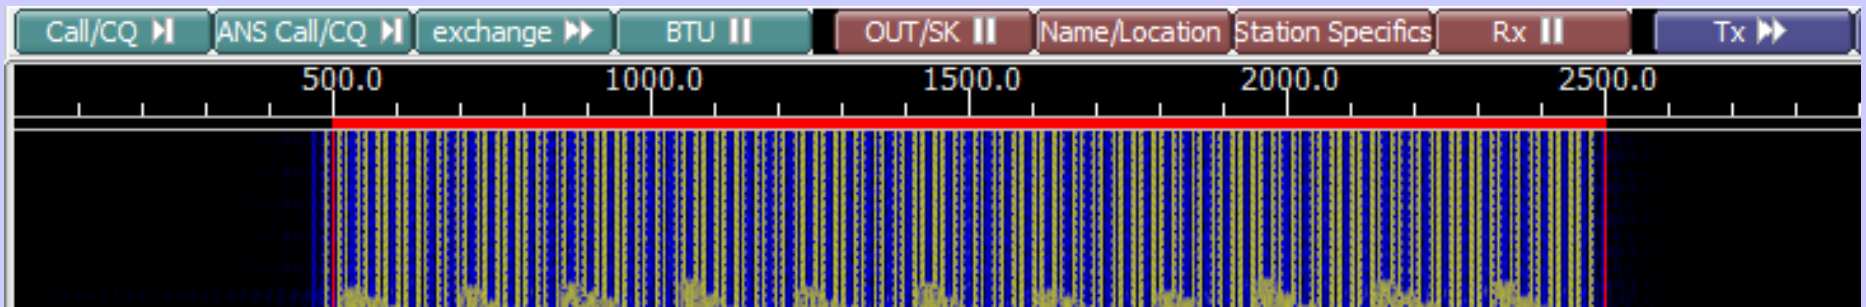 Call/CQ ANS Call/CQ exchange BTU OUT/SK Name/Location Station Specifics Rx Tx
500.0 1000.0 1500.0 2000.0 2500.0